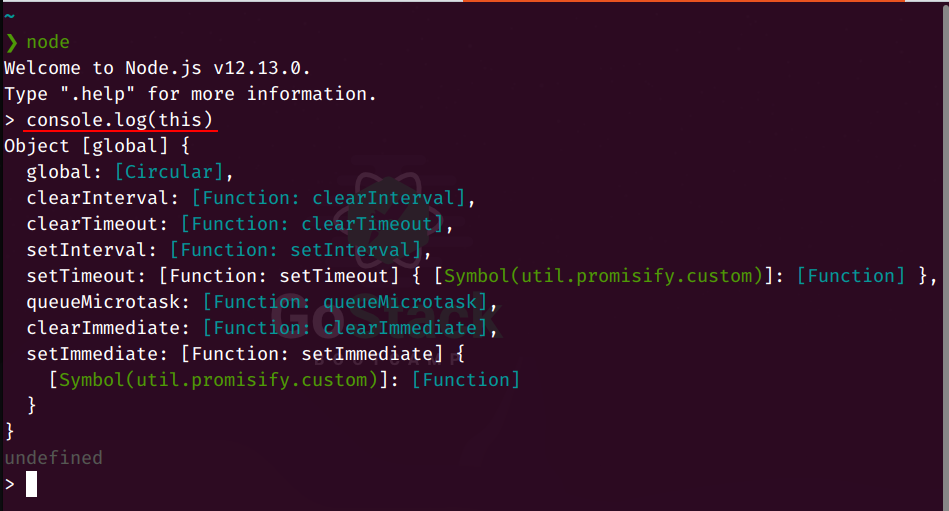 ~
❯ node
Welcome to Node.js v12.13.0.
Type ".help" for more information.
> console.log(this)
Object [global] {
  global: [Circular],
  clearInterval: [Function: clearInterval],
  clearTimeout: [Function: clearTimeout],
  setInterval: [Function: setInterval],
  setTimeout: [Function: setTimeout] { [Symbol(util.promisify.custom)]: [Function] },
  queueMicrotask: [Function: queueMicrotask],
  clearImmediate: [Function: clearImmediate],
  setImmediate: [Function: setImmediate] {
    [Symbol(util.promisify.custom)]: [Function]
  }
}
undefined
>
GoStack